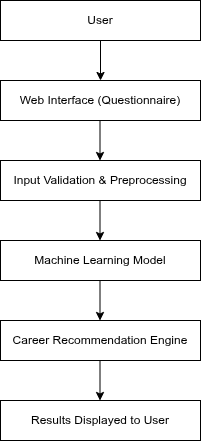 User
Web Interface (Questionnaire)
Input Validation & Preprocessing
Machine Learning Model
Career Recommendation Engine
Results Displayed to User